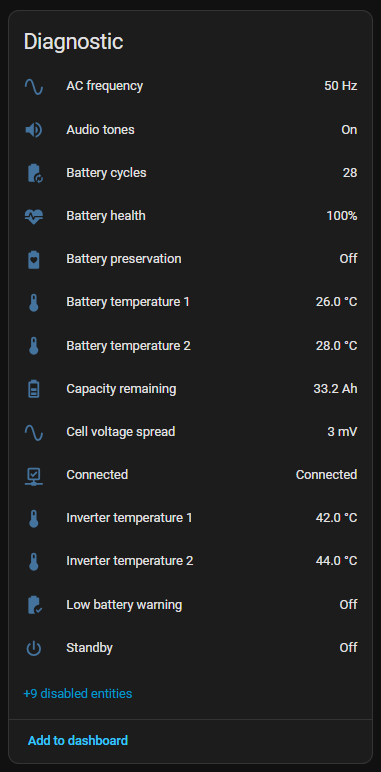 Diagnostic
AC frequency 50 Hz
Audio tones On
Battery cycles 28
Battery health 100%
Battery preservation Off
Battery temperature 1 26.0 °C
Battery temperature 2 28.0 °C
Capacity remaining 33.2 Ah
Cell voltage spread 3 mV
Connected Connected
Inverter temperature 1 42.0 °C
Inverter temperature 2 44.0 °C
Low battery warning Off
Standby Off
+9 disabled entities
Add to dashboard